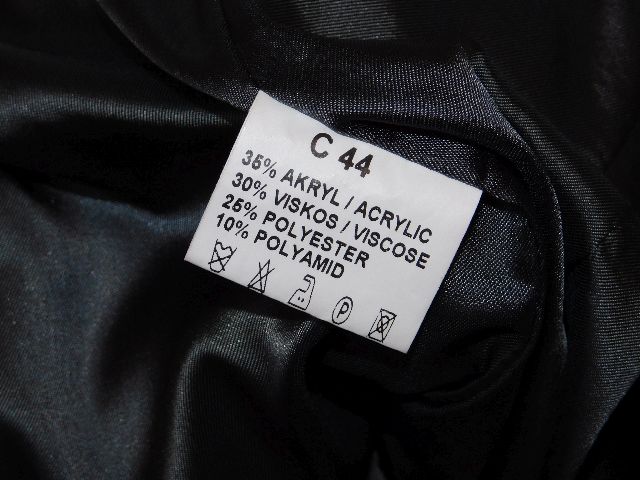 C 44
35% AKRYL / ACRYLIC
30% VISKOS / VISCOSE
25% POLYESTER
10% POLYAMID
P